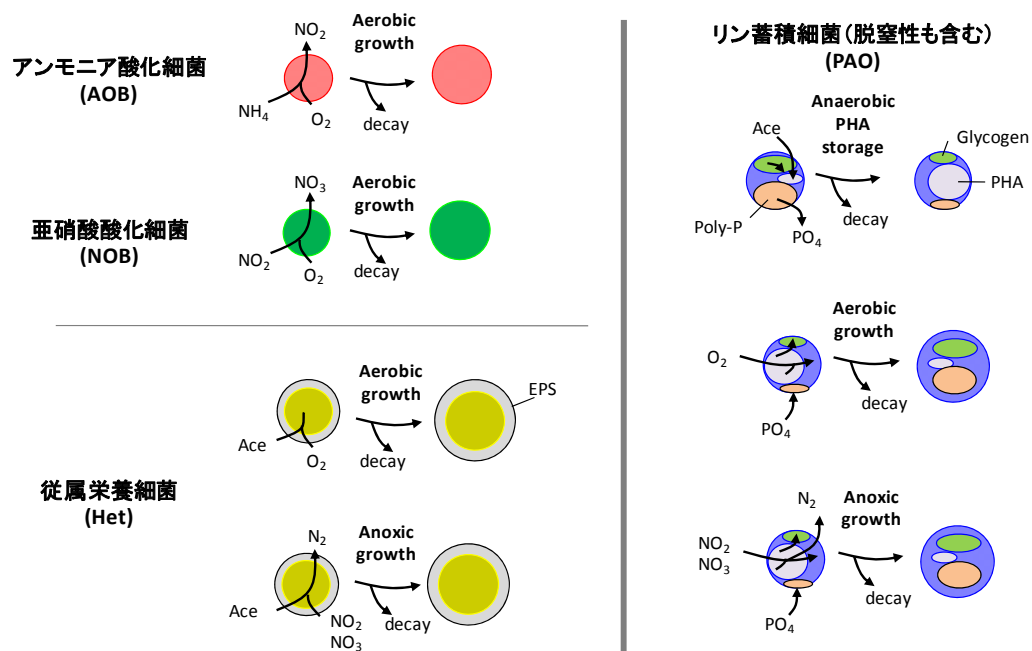 アンモニア酸化細菌
(AOB)
NO2
Aerobic
growth
NH4
O2
decay
亜硝酸酸化細菌
(NOB)
NO3
Aerobic
growth
NO2
O2
decay
従属栄養細菌
(Het)
Aerobic
growth
EPS
Ace
O2
decay
N2
Anoxic
growth
Ace
NO2
NO3
decay
リン蓄積細菌(脱窒性も含む)
(PAO)
Ace
Anaerobic
PHA
storage
Glycogen
PHA
Poly-P
PO4
decay
Aerobic
growth
O2
decay
PO4
N2
Anoxic
growth
NO2
NO3
decay
PO4